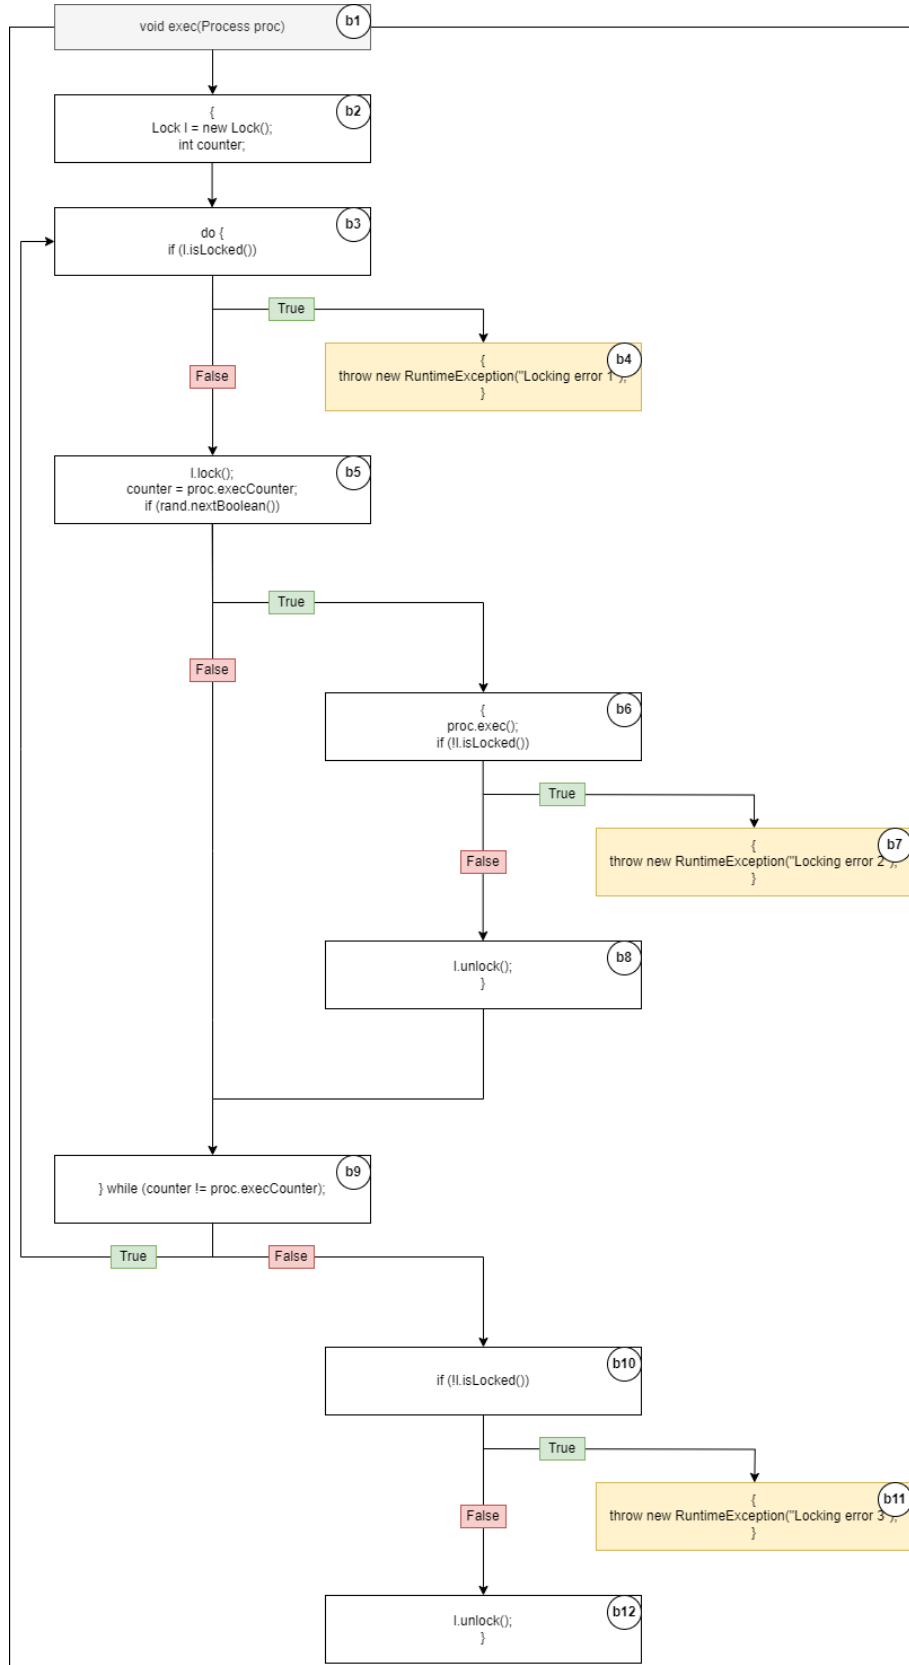 void exec(Process proc)
b1
{
Lock l = new Lock();
int counter;
b2
do {
if (l.isLocked())
b3
True
{
throw new RuntimeException("Locking error 1");
}
b4
False
l.lock();
counter = proc.execCounter;
if (rand.nextBoolean())
b5
True
False
{
proc.exec();
if (!l.isLocked())
b6
True
{
throw new RuntimeException("Locking error 2");
}
b7
False
l.unlock();
}
b8
} while (counter != proc.execCounter);
b9
True
False
if (!l.isLocked())
b10
True
{
throw new RuntimeException("Locking error 3");
}
b11
False
l.unlock();
}
b12